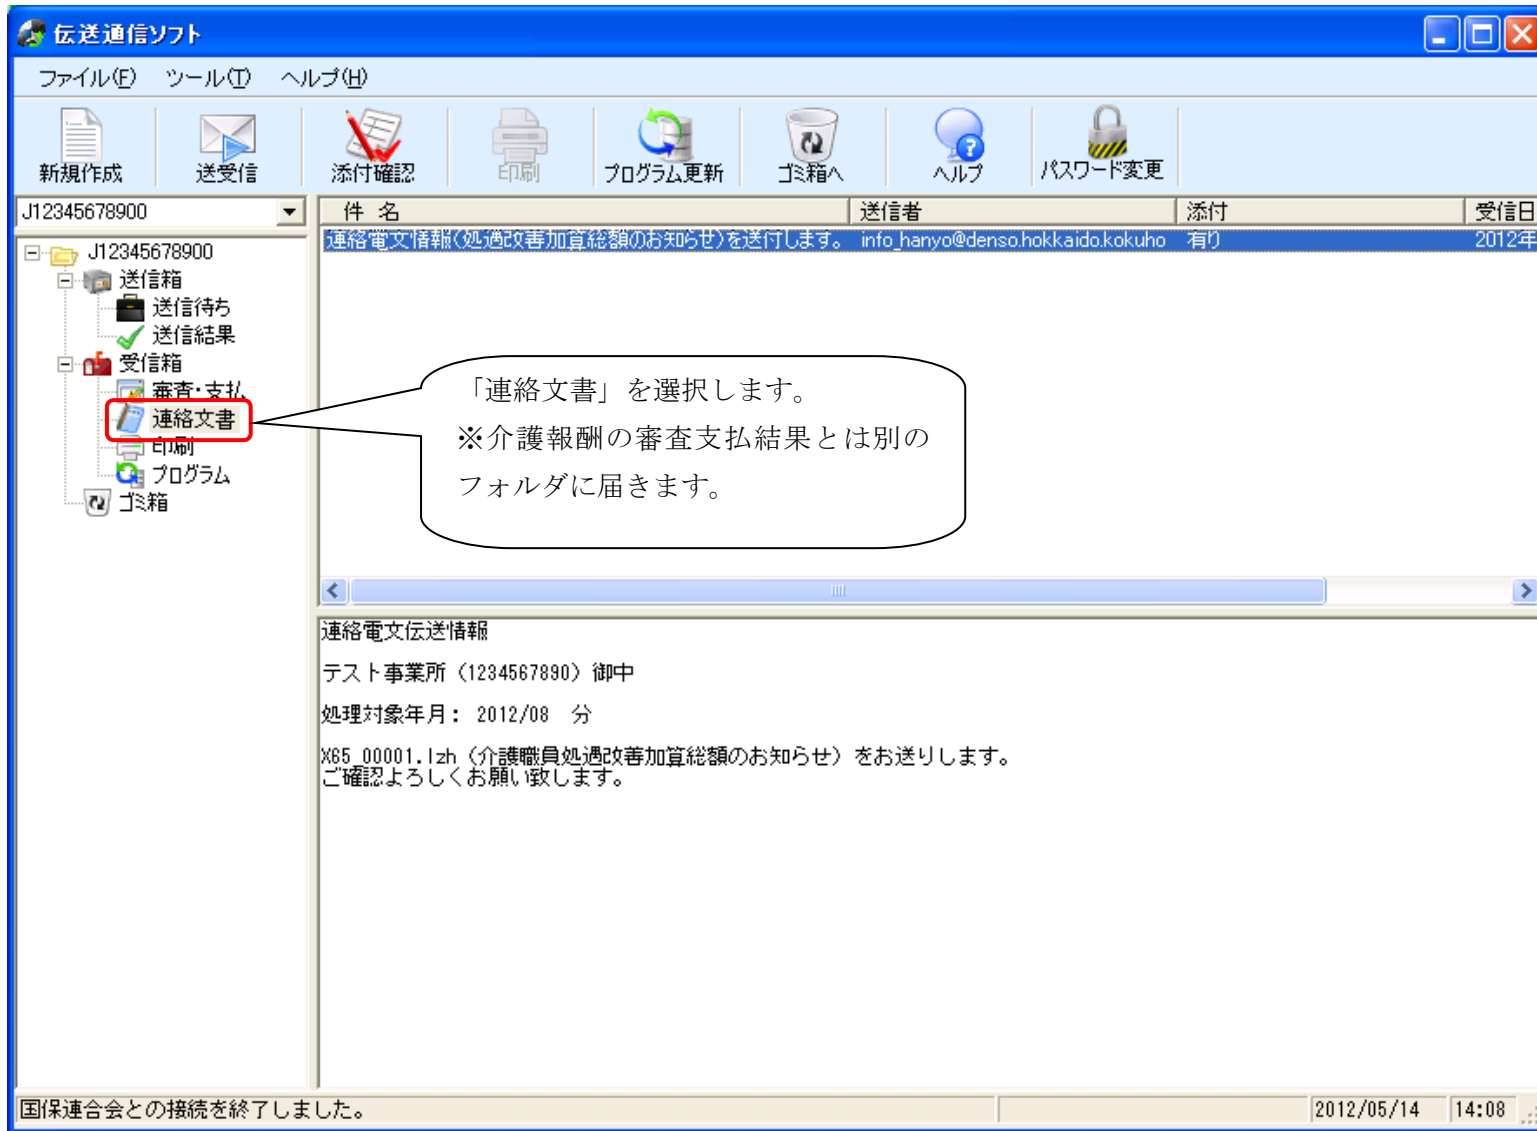 伝送通信ソフト
ファイル(F) ツール(T) ヘルプ(H)
新規作成 送受信 添付確認 印刷 プログラム更新 ゴミ箱へ ヘルプ パスワード変更
J12345678900
件 名 送信者 添付 受信日
連絡電文情報(処遇改善加算総額のお知らせ)を送付します。 info_hanyo@denso.hokkaido.kokuho 有り 2012年
J12345678900
送信箱
送信待ち
送信結果
受信箱
審査・支払
連絡文書
印刷
プログラム
ゴミ箱
「連絡文書」を選択します。
※介護報酬の審査支払結果とは別の
フォルダに届きます。
連絡電文伝送情報
テスト事業所(1234567890)御中
処理対象年月: 2012/08 分
X65_00001.lzh(介護職員処遇改善加算総額のお知らせ)をお送りします。
ご確認よろしくお願い致します。
国保連合会との接続を終了しました。 2012/05/14 14:08